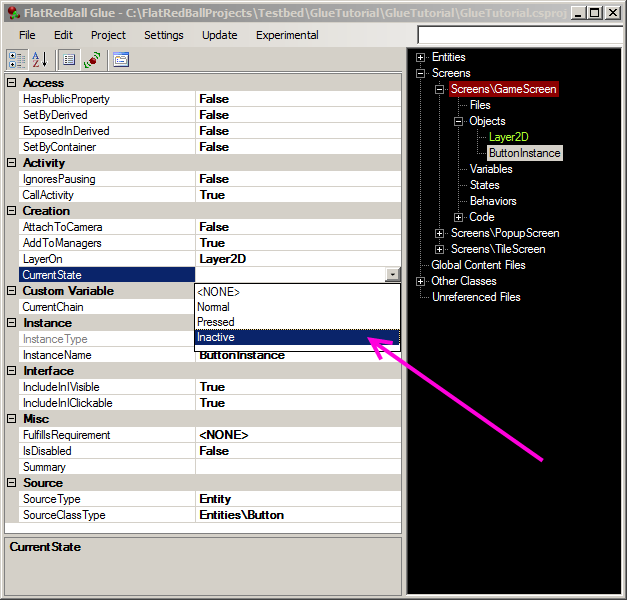 FlatRedBall Glue - C:\FlatRedBallProjects\Testbed\GlueTutorial\GlueTutorial\GlueTutorial.csproj
File Edit Project Settings Update Experimental
Access
HasPublicProperty False
SetByDerived False
ExposedInDerived False
SetByContainer False
Activity
IgnoresPausing False
CallActivity True
Creation
AttachToCamera False
AddToManagers True
LayerOn Layer2D
CurrentState
<NONE>
Normal
Pressed
Inactive
Custom Variable
CurrentChain
Instance
InstanceType
InstanceName ButtonInstance
Interface
IncludeInIVisible True
IncludeInIClickable True
Misc
FulfillsRequirement <NONE>
IsDisabled False
Summary
Source
SourceType Entity
SourceClassType Entities\Button
CurrentState
Entities
Screens
Screens\GameScreen
Files
Objects
Layer2D
ButtonInstance
Variables
States
Behaviors
Code
Screens\PopupScreen
Screens\TileScreen
Global Content Files
Other Classes
Unreferenced Files